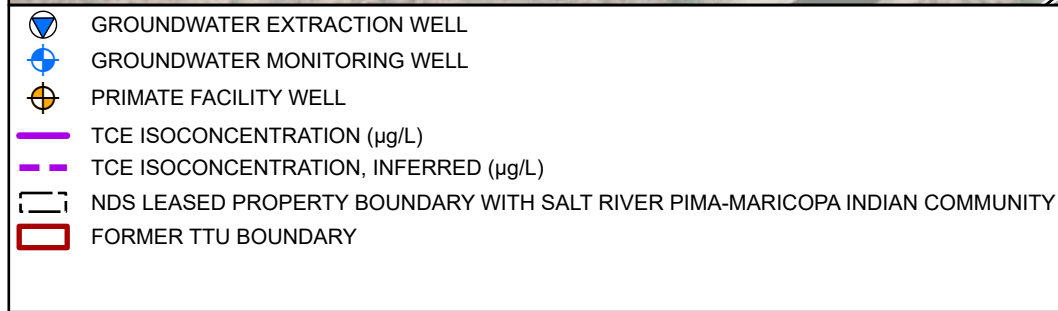 GROUNDWATER EXTRACTION WELL
GROUNDWATER MONITORING WELL
PRIMATE FACILITY WELL
TCE ISOCONCENTRATION (µg/L)
TCE ISOCONCENTRATION, INFERRED (µg/L)
NDS LEASED PROPERTY BOUNDARY WITH SALT RIVER PIMA-MARICOPA INDIAN COMMUNITY
FORMER TTU BOUNDARY